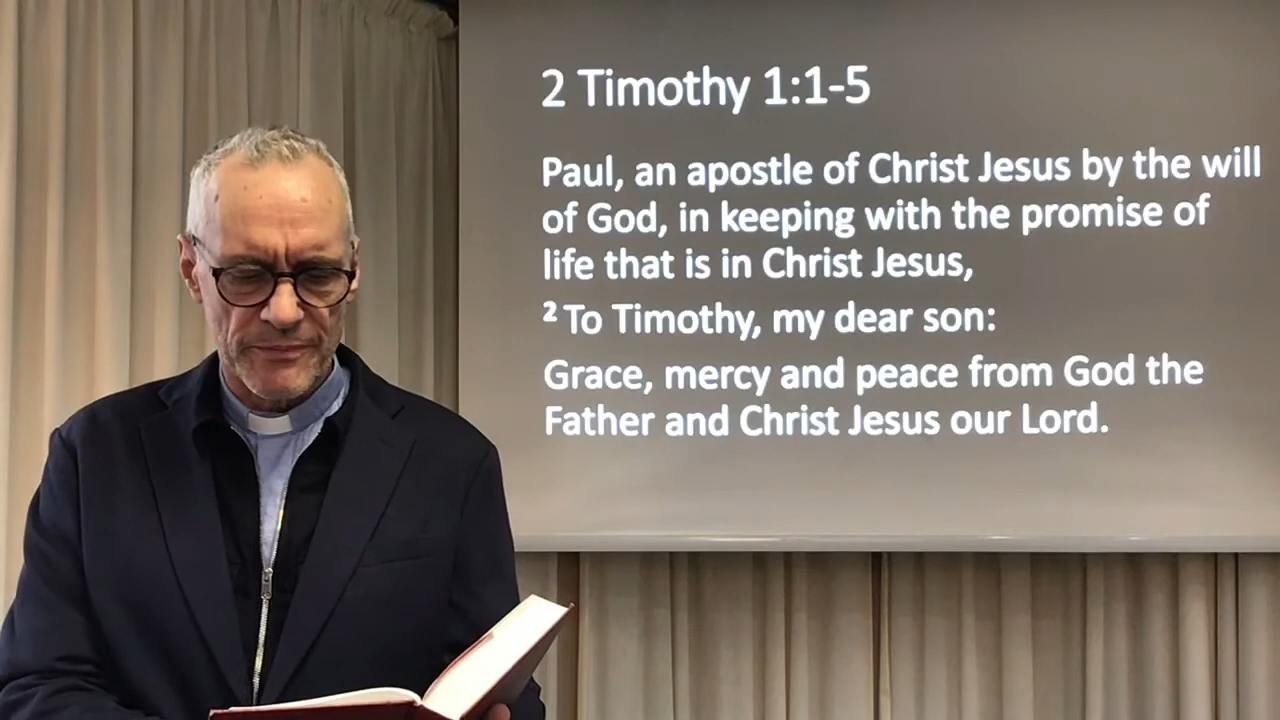 2 Timothy 1:1-5
Paul, an apostle of Christ Jesus by the will
of God, in keeping with the promise of
life that is in Christ Jesus,
² To Timothy, my dear son:
Grace, mercy and peace from God the
Father and Christ Jesus our Lord.